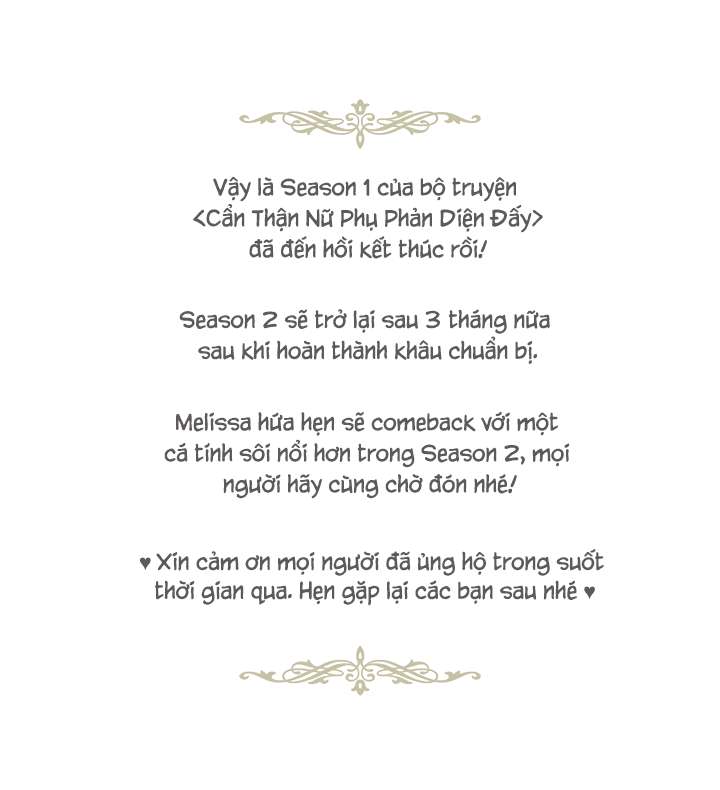 Vậy là Season 1 của bộ truyện
<Cẩn Thận Nữ Phụ Phản Diện Đấy>
đã đến hồi kết thúc rồi!
Season 2 sẽ trở lại sau 3 tháng nữa
sau khi hoàn thành khâu chuẩn bị.
Melissa hứa hẹn sẽ comeback với một
cá tính sôi nổi hơn trong Season 2, mọi
người hãy cùng chờ đón nhé!
♥ Xin cảm ơn mọi người đã ủng hộ trong suốt
thời gian qua. Hẹn gặp lại các bạn sau nhé ♥